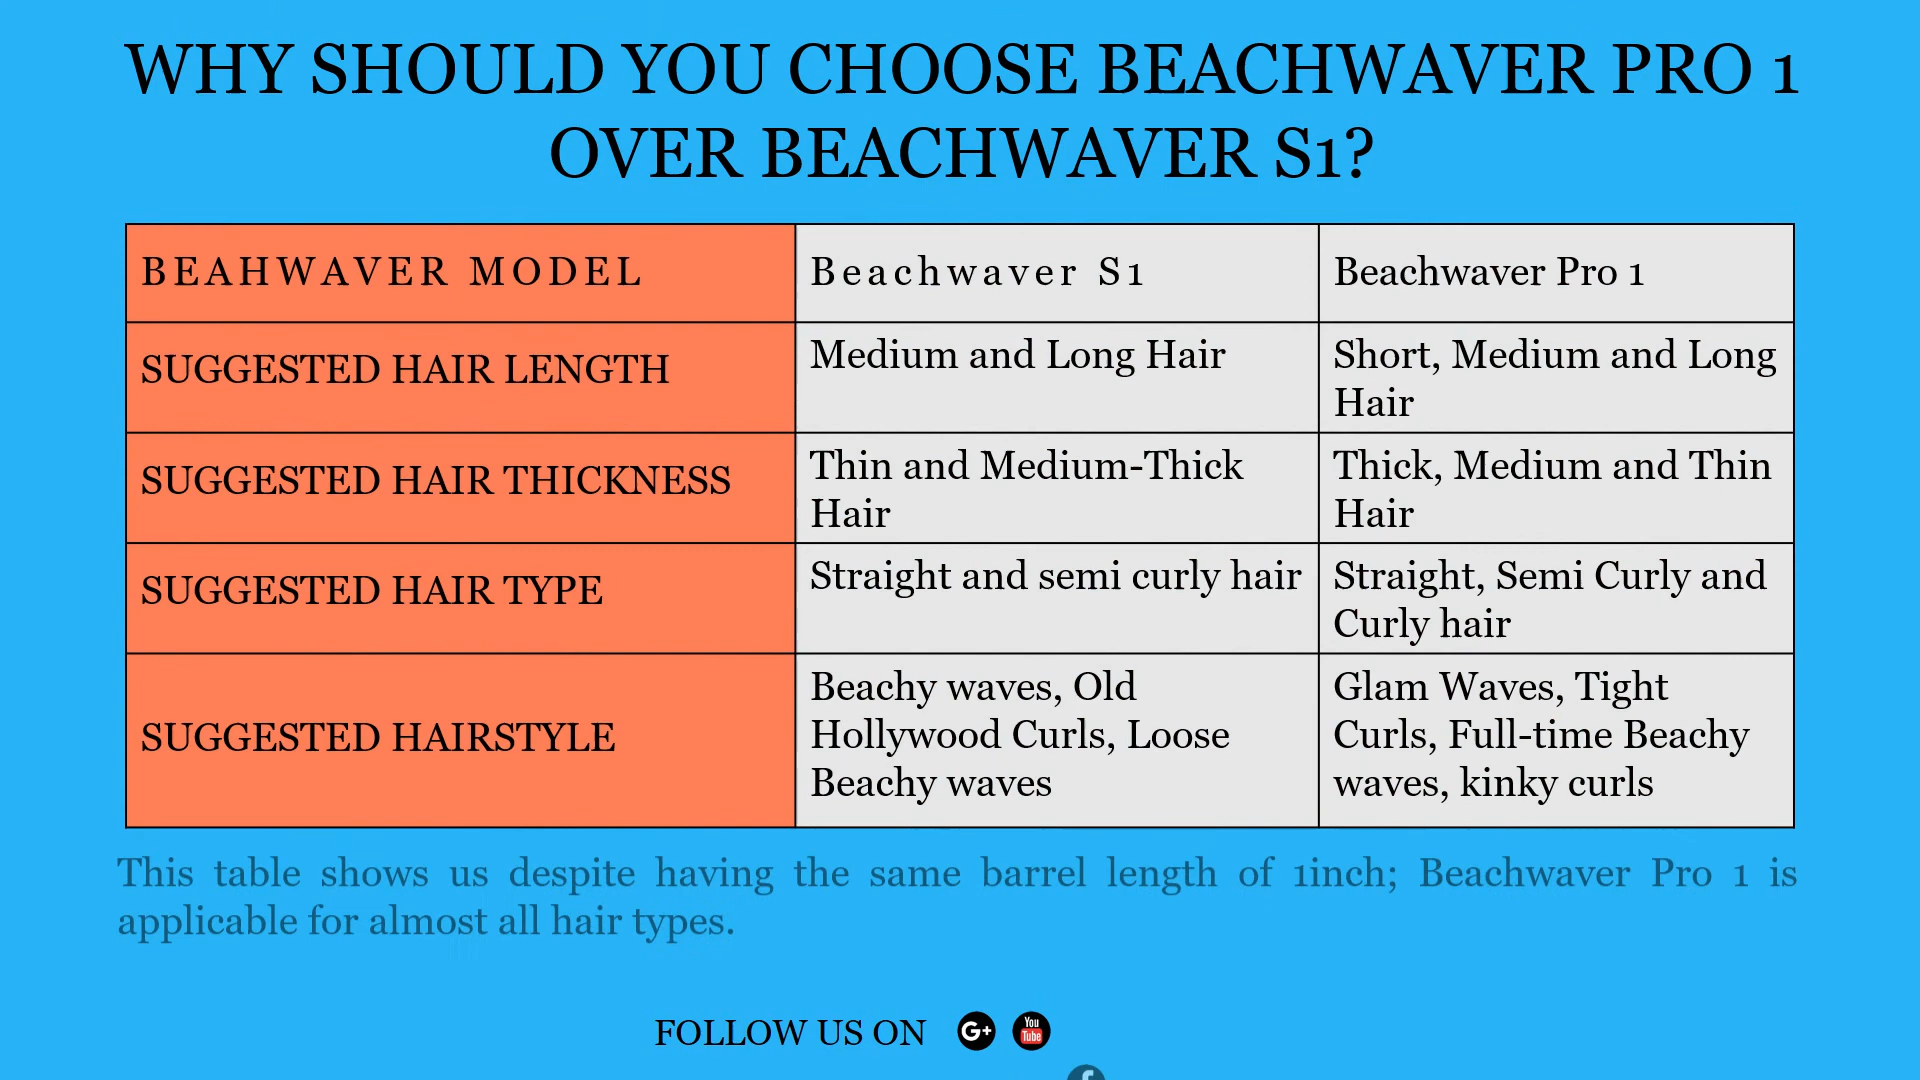 WHY SHOULD YOU CHOOSE BEACHWAVER PRO 1
OVER BEACHWAVER S1?
BEAHWAVER MODEL
Beachwaver S1
Beachwaver Pro 1
SUGGESTED HAIR LENGTH
Medium and Long Hair
Short, Medium and Long
Hair
SUGGESTED HAIR THICKNESS
Thin and Medium-Thick
Hair
Thick, Medium and Thin
Hair
SUGGESTED HAIR TYPE
Straight and semi curly hair
Straight, Semi Curly and
Curly hair
SUGGESTED HAIRSTYLE
Beachy waves, Old
Hollywood Curls, Loose
Beachy waves
Glam Waves, Tight
Curls, Full-time Beachy
waves, kinky curls
This table shows us despite having the same barrel length of 1inch; Beachwaver Pro 1 is
applicable for almost all hair types.
FOLLOW US ON
G+
You
Tube